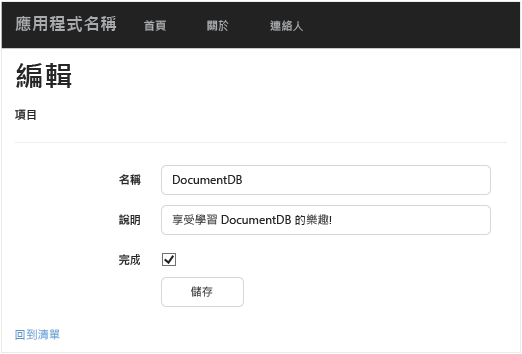 應用程式名稱 首頁 關於 連絡人
編輯
項目
名稱 DocumentDB
說明 享受學習 DocumentDB 的樂趣!
完成
儲存
回到清單